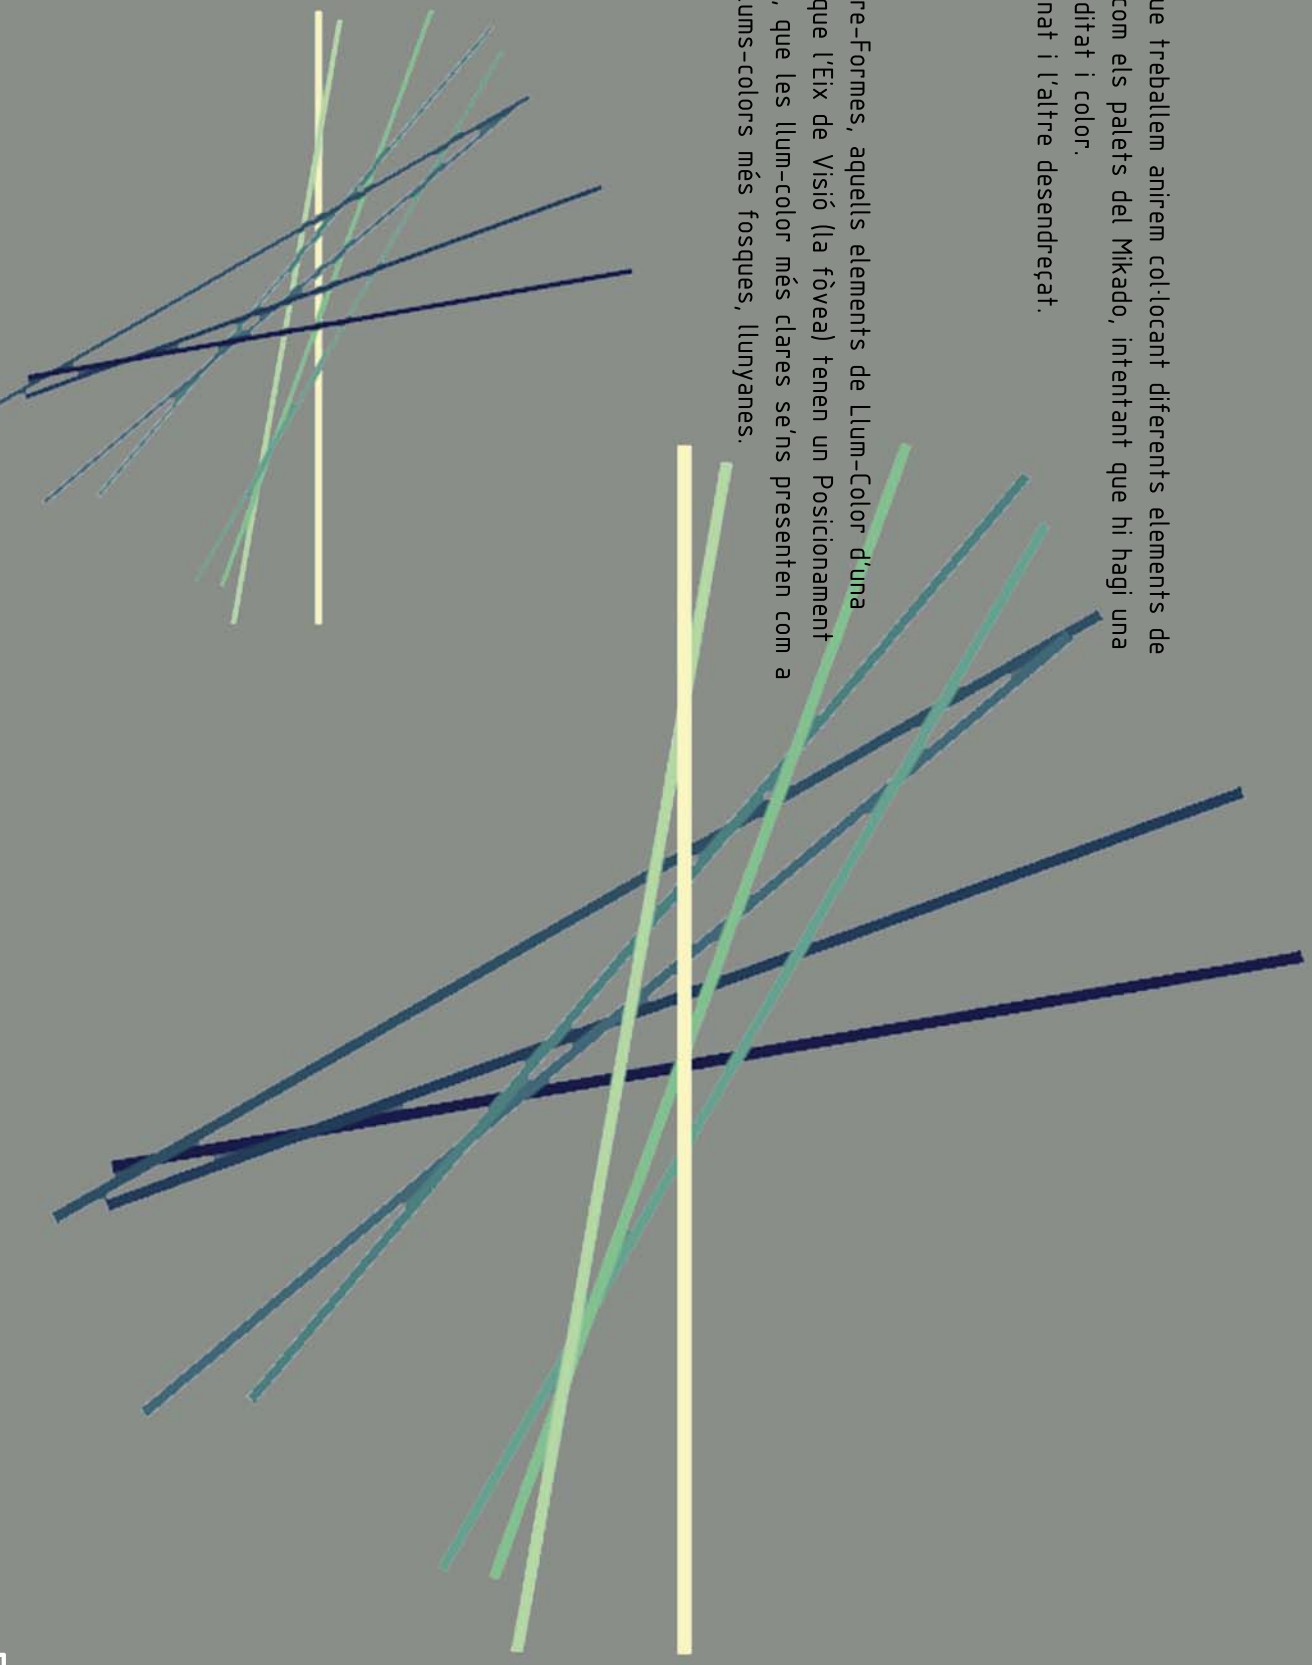 ue treballem anirem col·locant diferents elements de
com els palets del Mikado, intentant que hi hagi una
ditat i color.
nat i l'altre desendreçat.
re-Formes, aquells elements de Llum-Color d'una
que l'Eix de Visió (la fòvea) tenen un Posicionament
, que les llum-color més clares se'ns presenten com a
lums-colors més fosques, llunyanes.